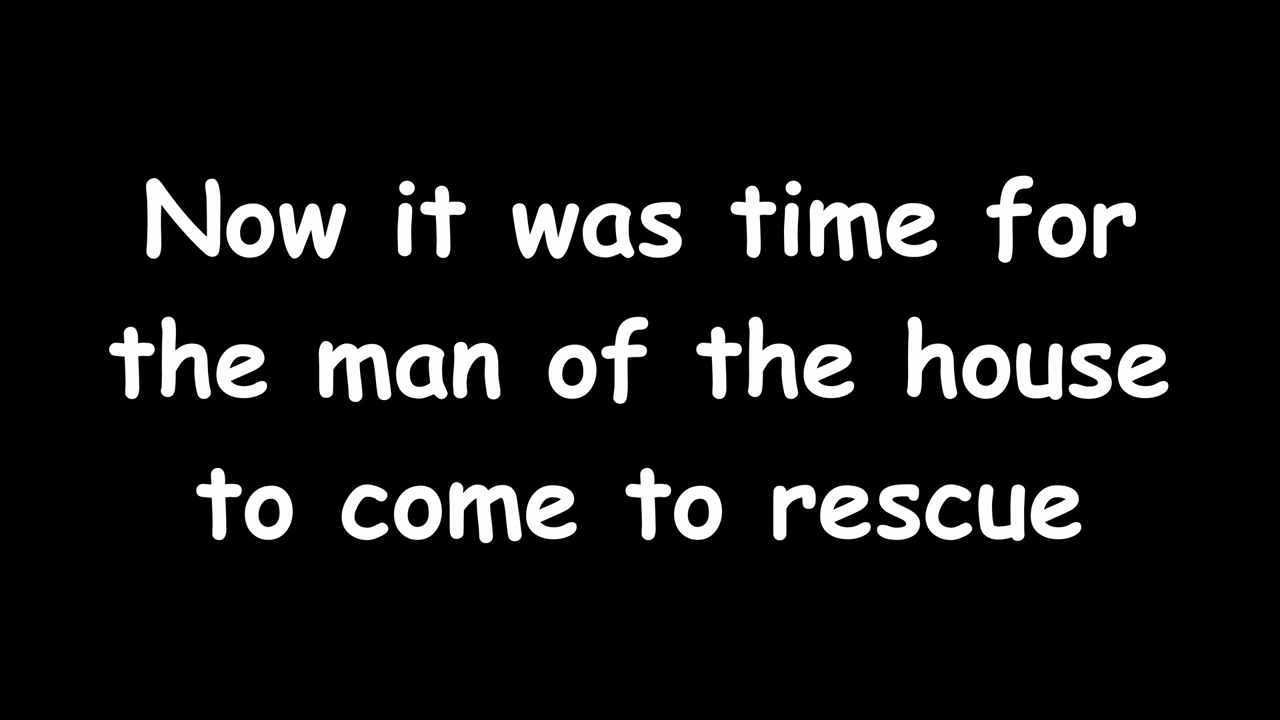 Now it was time for
the man of the house
to come to rescue